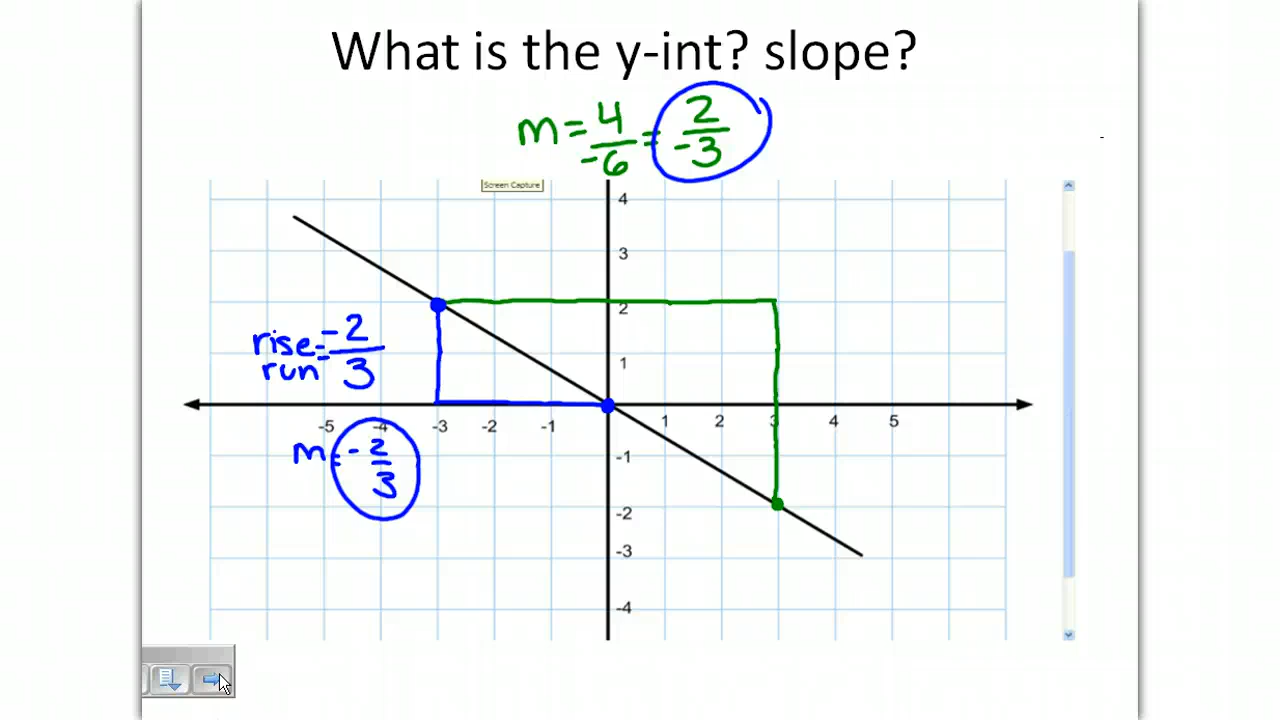 What is the y-int? slope?
m = 4/-6 = 2/-3
Screen Capture
4
3
2
1
rise/run = -2/3
-5 -4 -3 -2 -1 1 2 3 4 5
m = -2/3
-1
-2
-3
-4